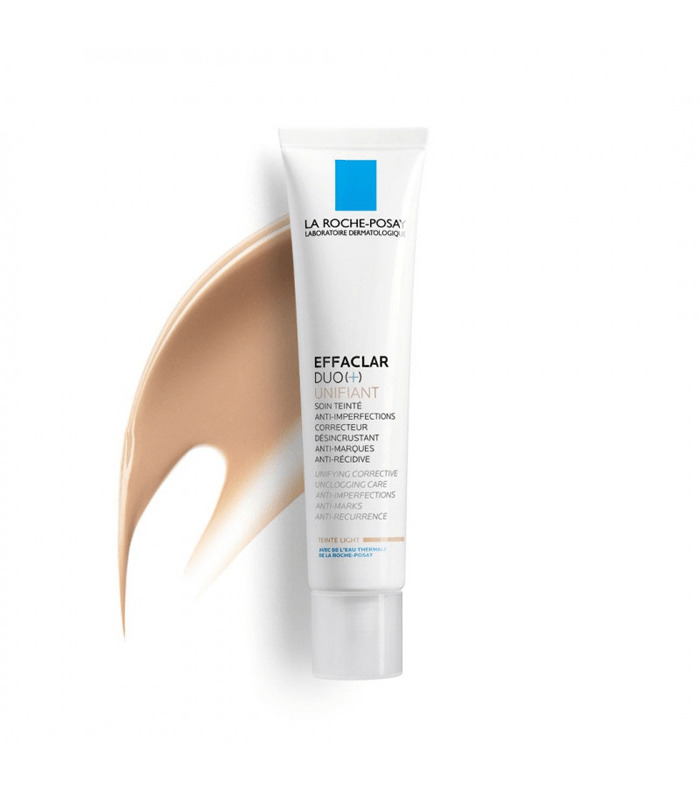 LA ROCHE-POSAY
LABORATOIRE DERMATOLOGIQUE
EFFACLAR
DUO(+)
UNIFIANT
SOIN TEINTÉ
ANTI-IMPERFECTIONS
CORRECTEUR
DÉSINCRUSTANT
ANTI-MARQUES
ANTI-RÉCIDIVE
UNIFYING CORRECTIVE
UNCLOGGING CARE
ANTI-IMPERFECTIONS
ANTI-MARKS
ANTI-RECURRENCE
TEINTE LIGHT
AVEC DE L'EAU THERMALE
DE LA ROCHE-POSAY